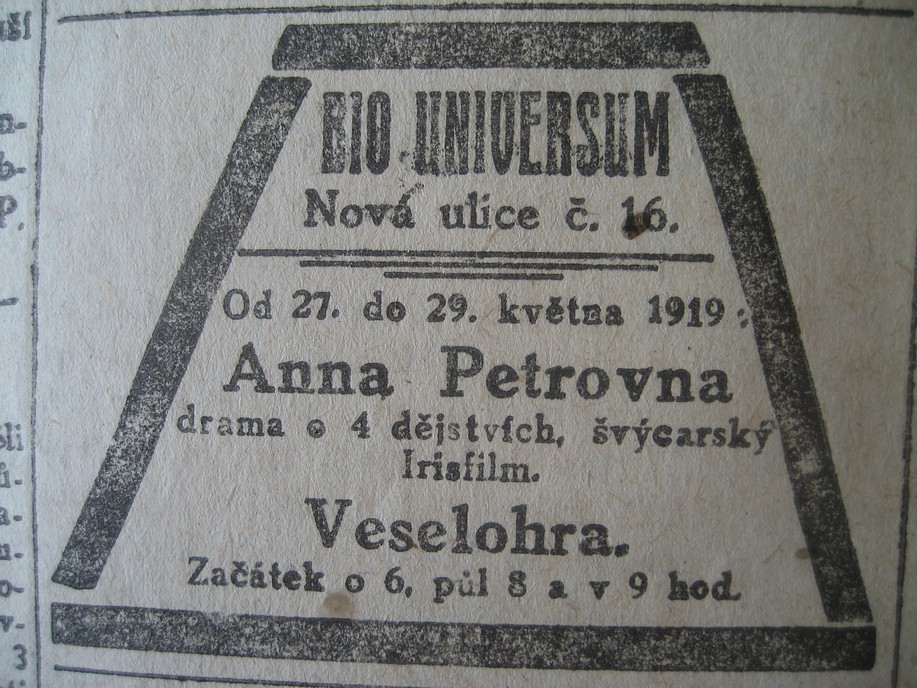 BIO UNIVERSUM
Nová ulice č. 16.
Od 27. do 29. května 1919:
Anna Petrovna
drama o 4 dějstvích, švýcarský
Irisfilm.
Veselohra.
Začátek o 6, půl 8 a v 9 hod.